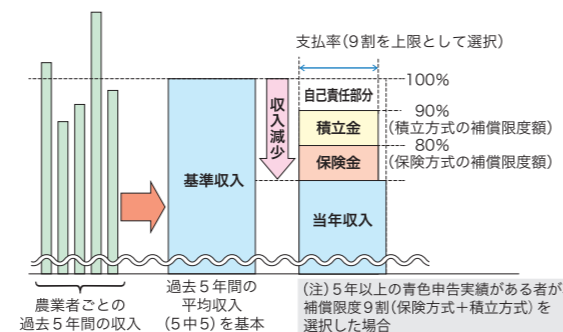 支払率(9割を上限として選択)
100%
自己責任部分
90%
(積立方式の補償限度額)
積立金
80%
(保険方式の補償限度額)
保険金
収入減少
基準収入
当年収入
農業者ごとの
過去5年間の収入
過去5年間の
平均収入
(5中5)を基本
(注)5年以上の青色申告実績がある者が
補償限度9割(保険方式+積立方式)を
選択した場合